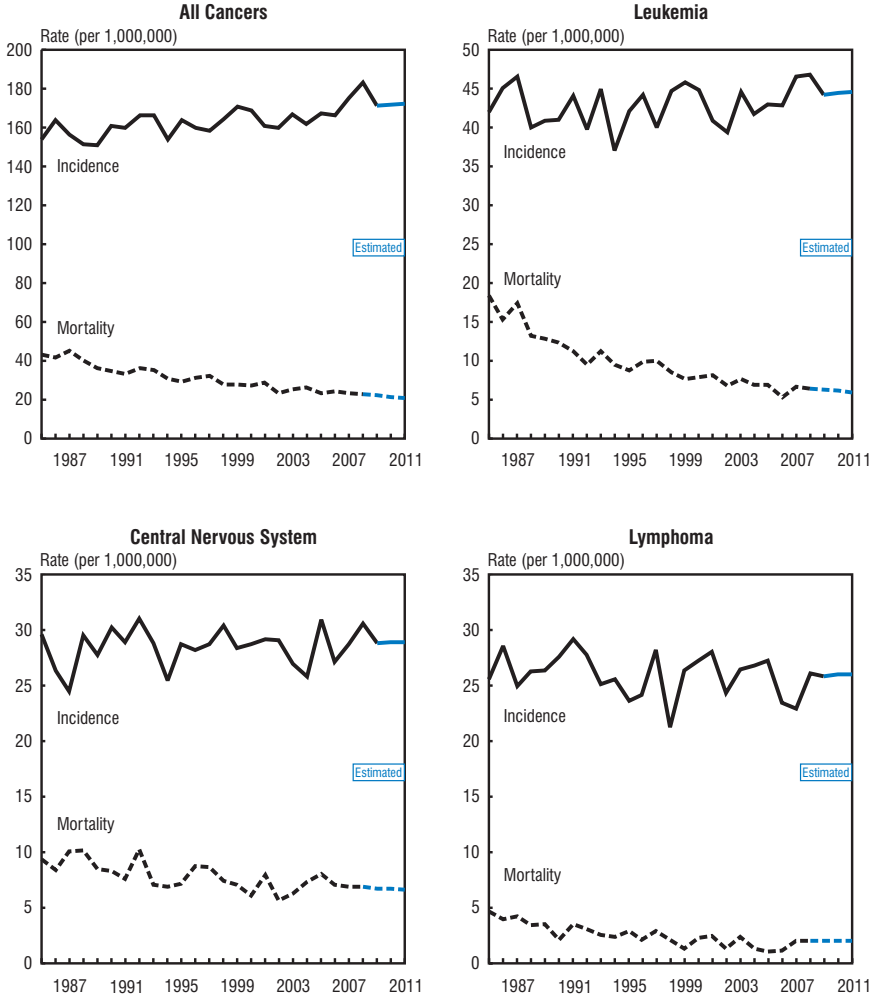 All Cancers
Rate (per 1,000,000)
200
180
160
140
120
100
80
60
40
20
0
Incidence
Estimated
Mortality
1987 1991 1995 1999 2003 2007 2011
Leukemia
Rate (per 1,000,000)
50
45
40
35
30
25
20
15
10
5
0
Incidence
Estimated
Mortality
1987 1991 1995 1999 2003 2007 2011
Central Nervous System
Rate (per 1,000,000)
35
30
25
20
15
10
5
0
Incidence
Estimated
Mortality
1987 1991 1995 1999 2003 2007 2011
Lymphoma
Rate (per 1,000,000)
35
30
25
20
15
10
5
0
Incidence
Estimated
Mortality
1987 1991 1995 1999 2003 2007 2011